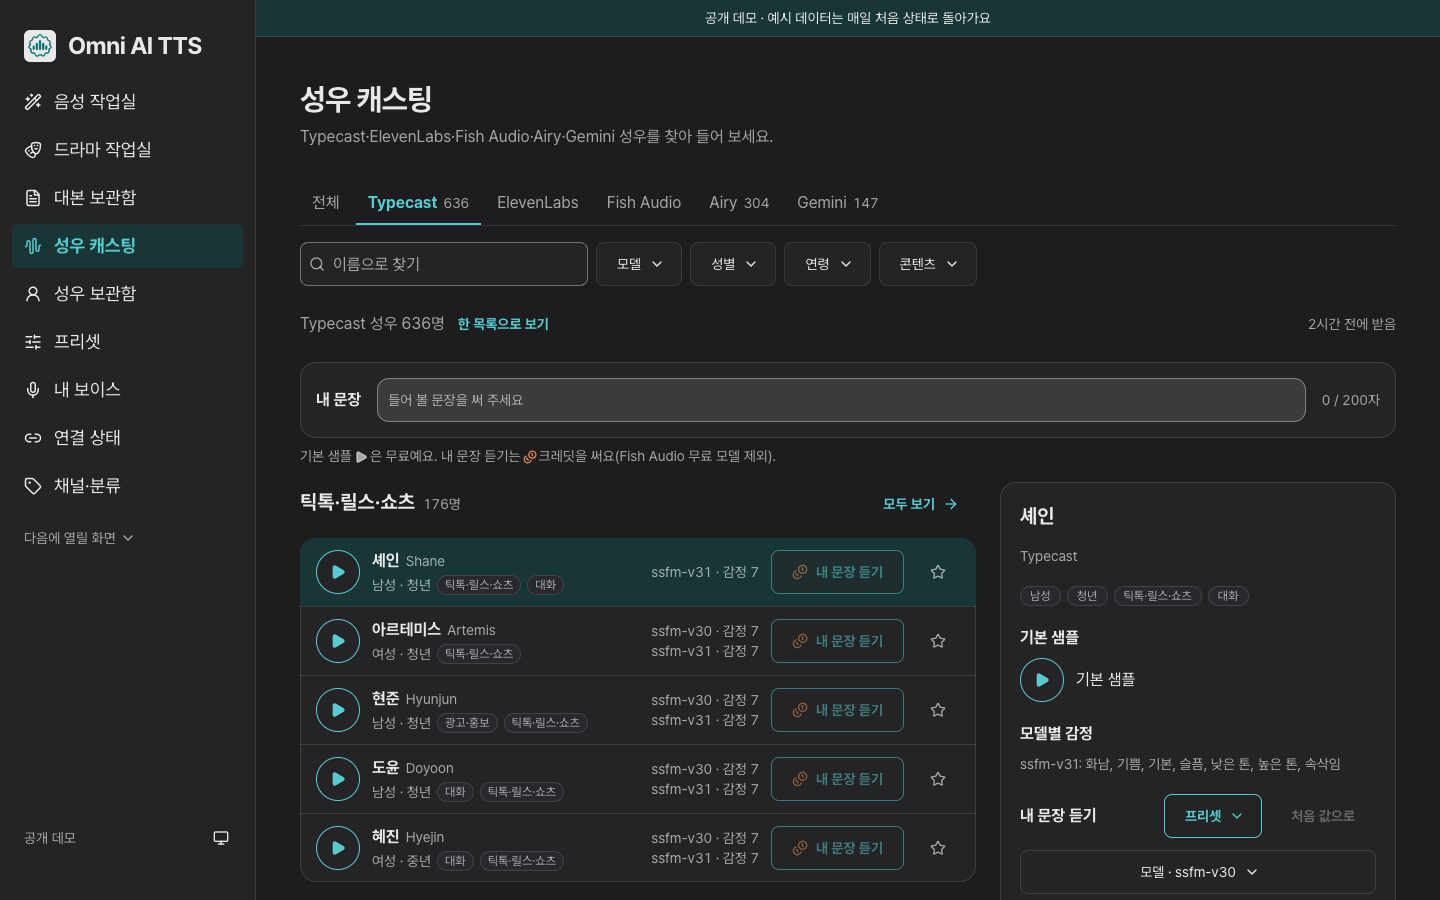 공개 데모 · 예시 데이터는 매일 처음 상태로 돌아가요
Omni AI TTS
음성 작업실
드라마 작업실
대본 보관함
성우 캐스팅
성우 보관함
프리셋
내 보이스
연결 상태
채널·분류
다음에 열릴 화면
공개 데모
성우 캐스팅
Typecast·ElevenLabs·Fish Audio·Airy·Gemini 성우를 찾아 들어 보세요.
전체 Typecast 636 ElevenLabs Fish Audio Airy 304 Gemini 147
이름으로 찾기 모델 성별 연령 콘텐츠
Typecast 성우 636명 한 목록으로 보기 2시간 전에 받음
내 문장 들어 볼 문장을 써 주세요 0 / 200자
기본 샘플 은 무료예요. 내 문장 듣기는 크레딧을 써요(Fish Audio 무료 모델 제외).
틱톡·릴스·쇼츠 176명 모두 보기
셰인 Shane
남성 · 청년 틱톡·릴스·쇼츠 대화
ssfm-v31 · 감정 7
내 문장 듣기
아르테미스 Artemis
여성 · 청년 틱톡·릴스·쇼츠
ssfm-v30 · 감정 7
ssfm-v31 · 감정 7
내 문장 듣기
현준 Hyunjun
남성 · 청년 광고·홍보 틱톡·릴스·쇼츠
ssfm-v30 · 감정 7
ssfm-v31 · 감정 7
내 문장 듣기
도윤 Doyoon
남성 · 청년 대화 틱톡·릴스·쇼츠
ssfm-v30 · 감정 7
ssfm-v31 · 감정 7
내 문장 듣기
혜진 Hyejin
여성 · 중년 대화 틱톡·릴스·쇼츠
ssfm-v30 · 감정 7
ssfm-v31 · 감정 7
내 문장 듣기
셰인
Typecast
남성 청년 틱톡·릴스·쇼츠 대화
기본 샘플
기본 샘플
모델별 감정
ssfm-v31: 화남, 기쁨, 기본, 슬픔, 낮은 톤, 높은 톤, 속삭임
내 문장 듣기 프리셋 처음 값으로
모델 · ssfm-v30